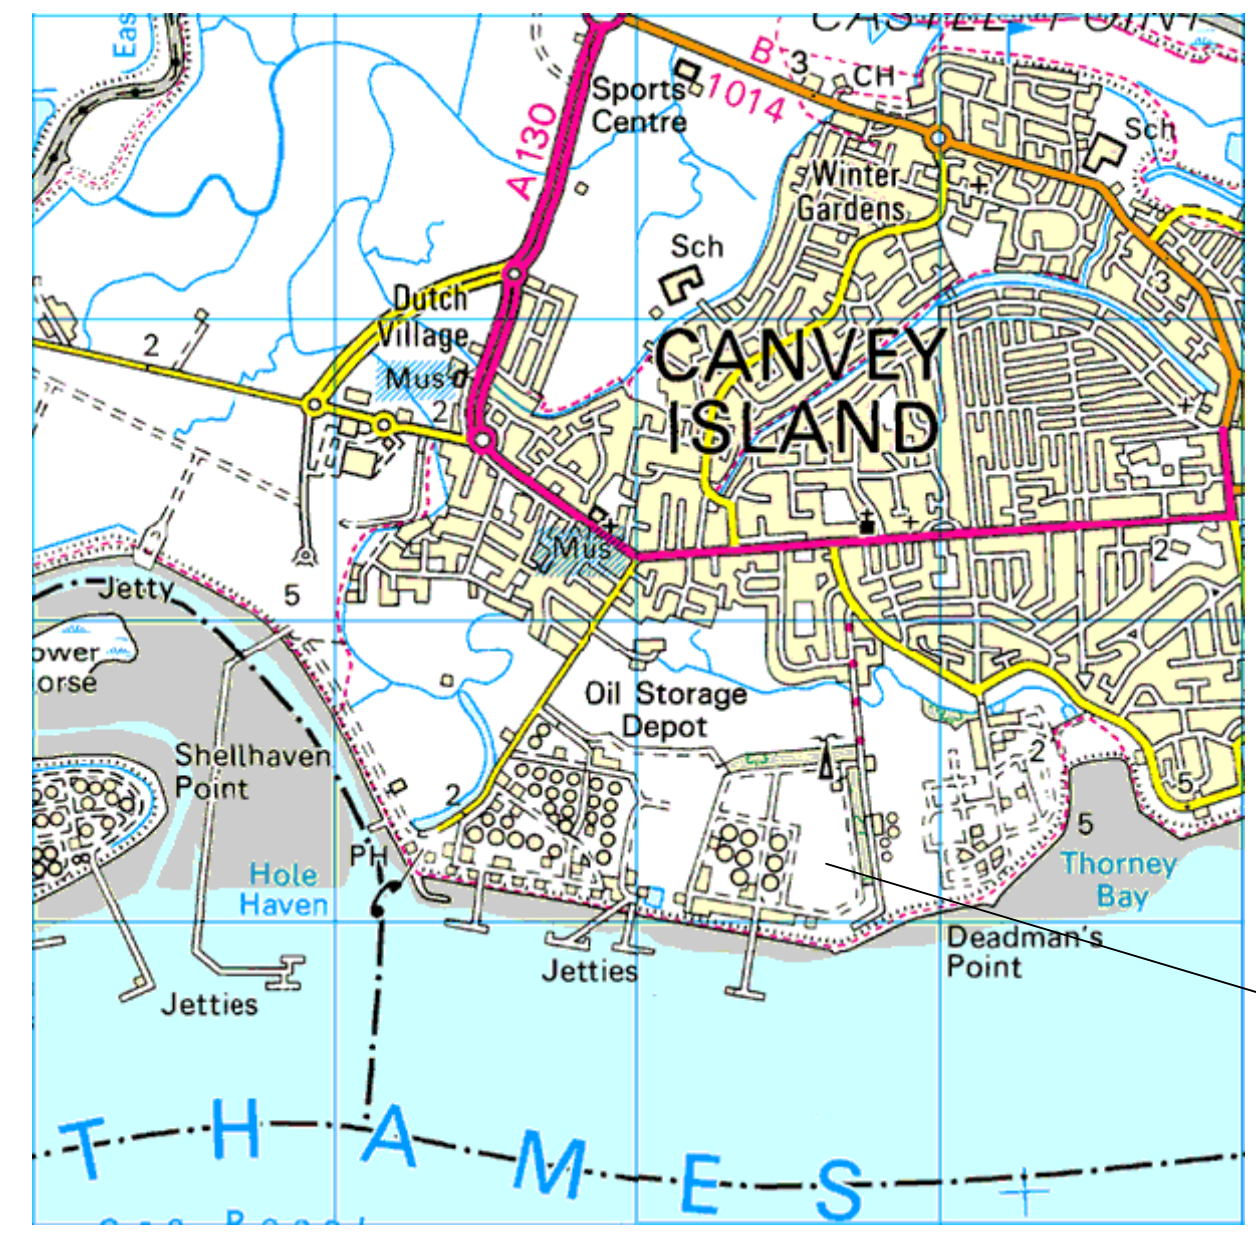 Eas
CASTLE POINT
B 1014
3
CH
Sports
Centre
A 130
Sch
Winter
Gardens
Sch
Dutch
Village
3
2
Mus
2
CANVEY
ISLAND
Mus
2
Jetty
5
ower
orse
Oil Storage
Depot
Shellhaven
Point
2
2
5
5
PH
Hole
Haven
Thorney
Bay
8
Deadman's
Point
Jetties
Jetties
THAMES